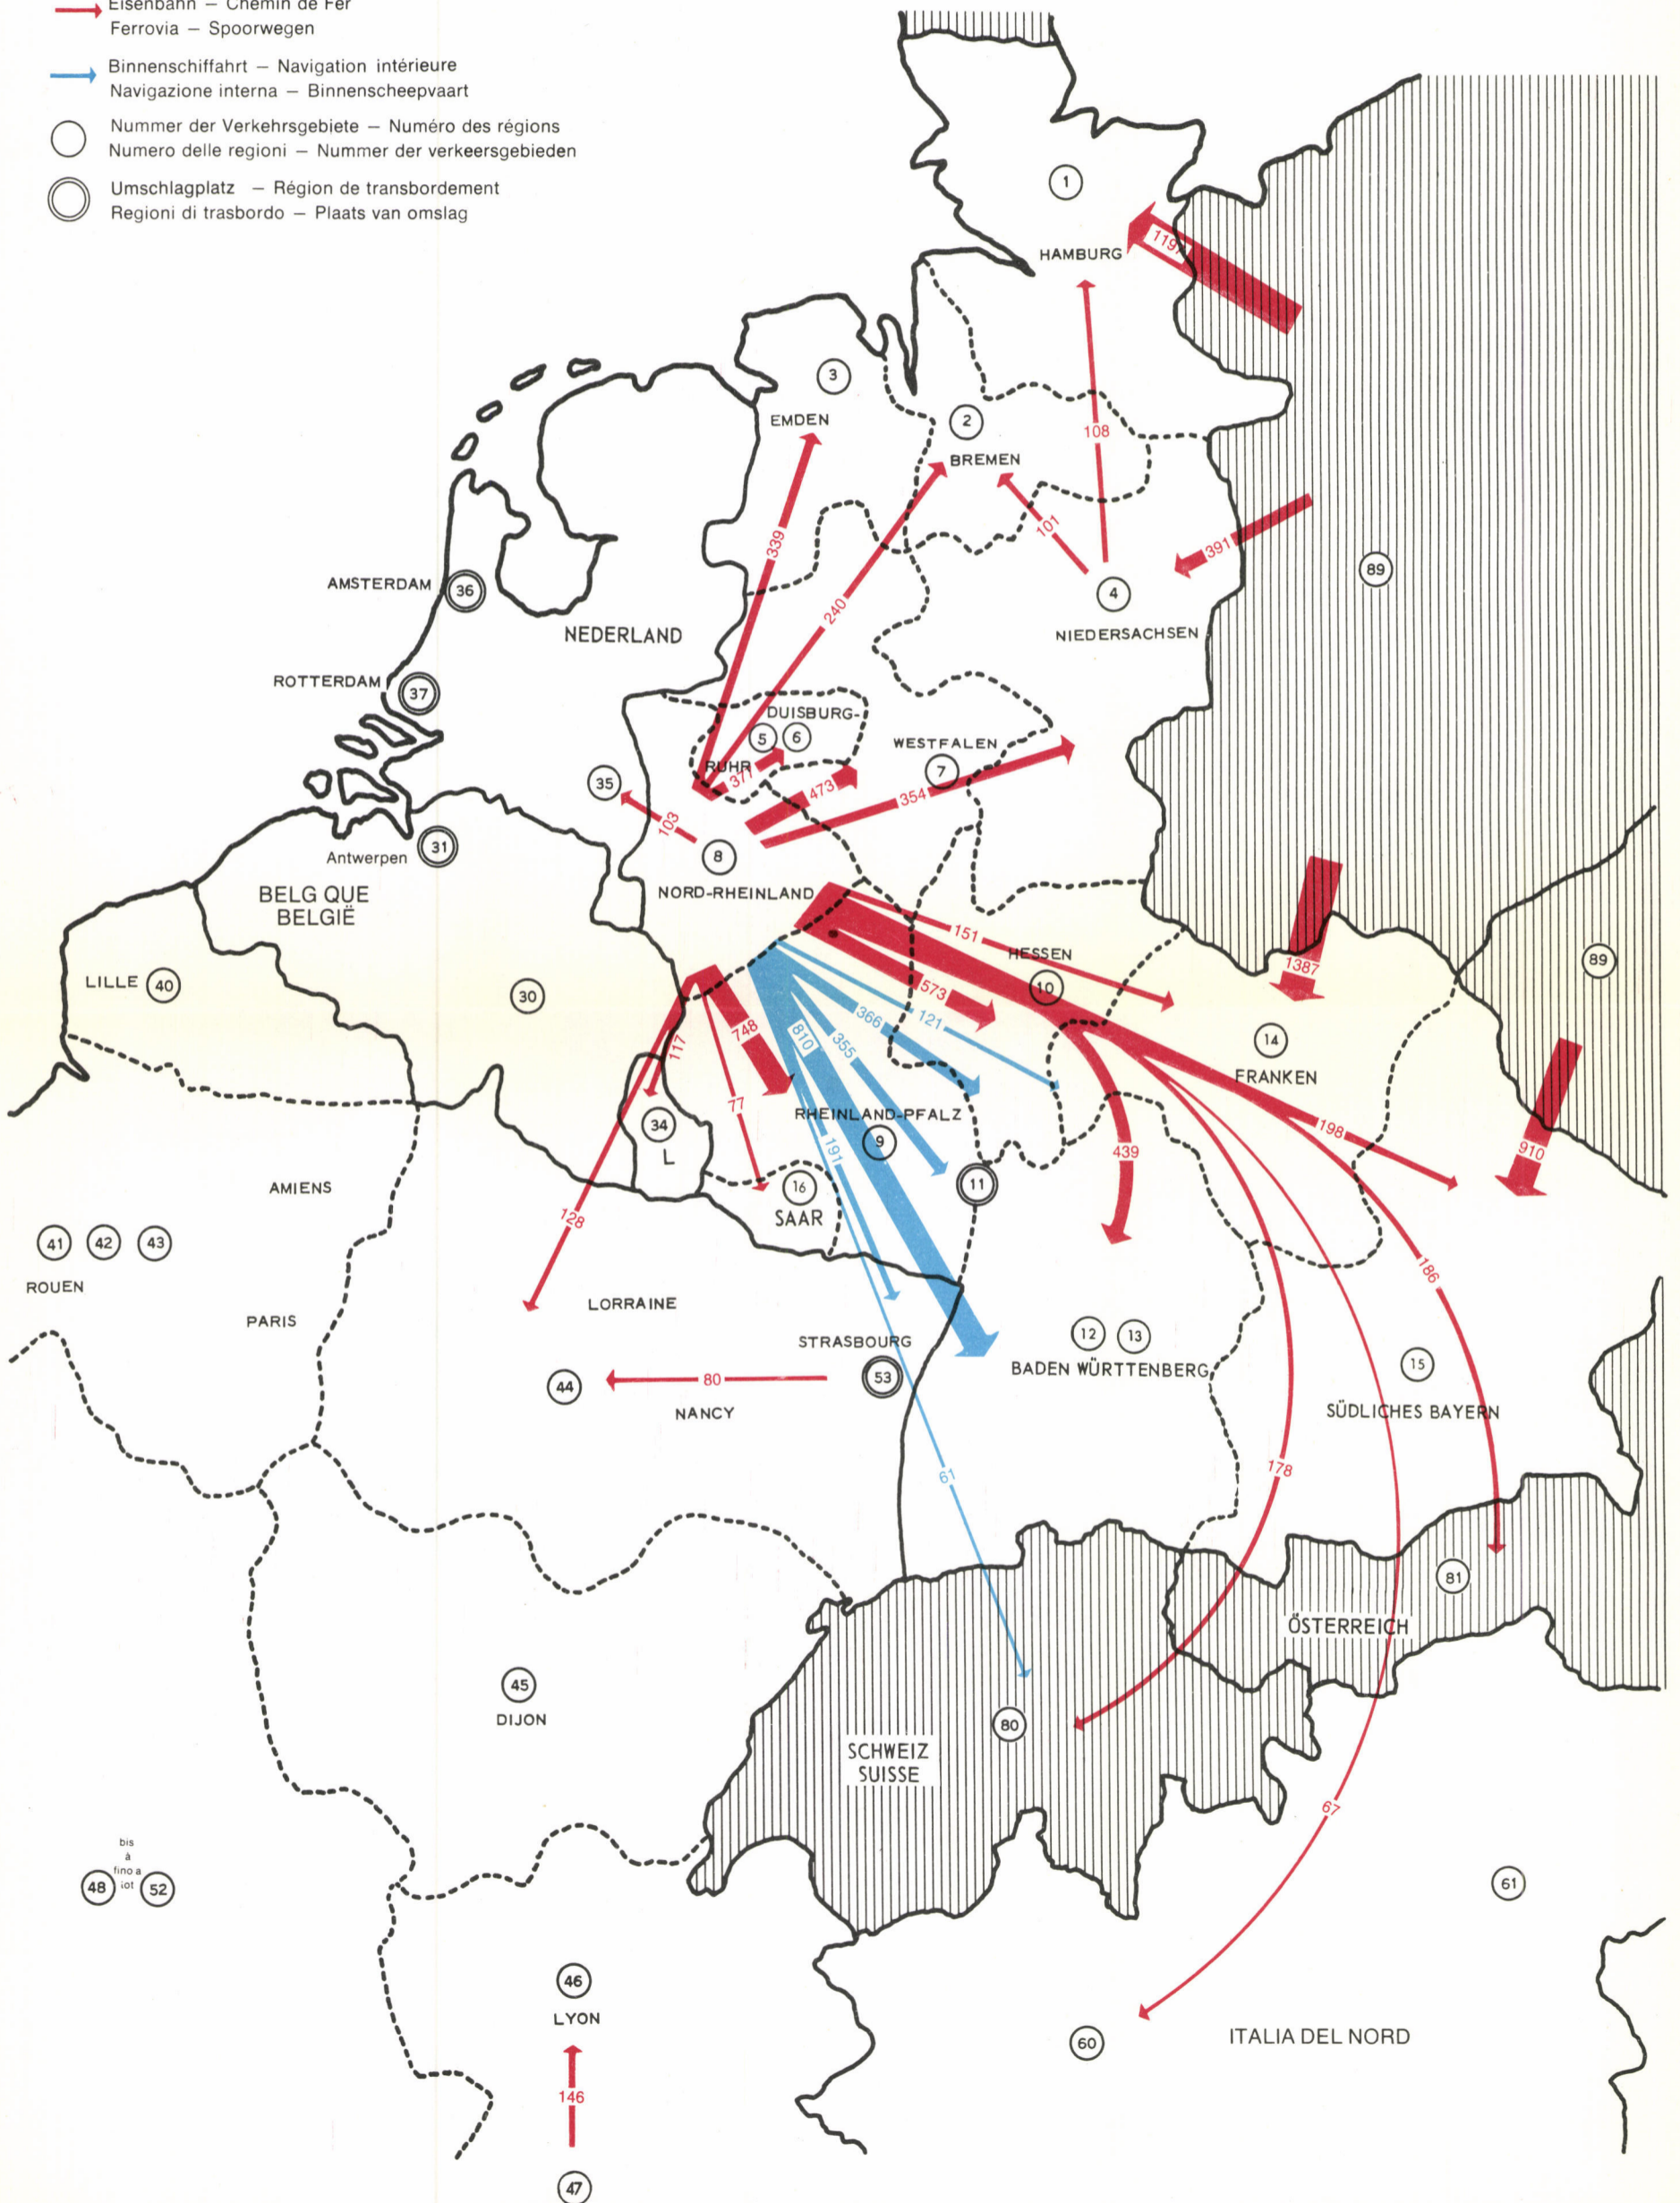 Eisenbahn — Chemin de Fer
Ferrovia — Spoorwegen
Binnenschiffahrt — Navigation intérieure
Navigazione interna — Binnenscheepvaart
Nummer der Verkehrsgebiete — Numéro des régions
Numero delle regioni — Nummer der verkeersgebieden
Umschlagplatz — Région de transbordement
Regioni di trasbordo — Plaats van omslag
1
HAMBURG
3
EMDEN
2
BREMEN
108
339
101
391
89
AMSTERDAM
36
4
240
NEDERLAND
NIEDERSACHSEN
ROTTERDAM
37
DUISBURG-
5
6
RUHR
WESTFALEN
7
35
377
473
354
103
31
Antwerpen
8
BELG QUE
BELGIË
NORD-RHEINLAND
151
HESSEN
1387
89
LILLE
40
30
573
10
366
121
748
810
355
14
117
FRANKEN
77
RHEINLAND-PFALZ
34
L
9
191
198
439
910
AMIENS
16
11
SAAR
128
41
42
43
186
ROUEN
LORRAINE
PARIS
STRASBOURG
12
13
BADEN WÜRTTENBERG
15
44
80
53
NANCY
SÜDLICHES BAYERN
61
178
81
ÖSTERREICH
45
DIJON
80
SCHWEIZ
SUISSE
67
bis
à
fino a
iot
48
52
61
46
LYON
60
ITALIA DEL NORD
146
47